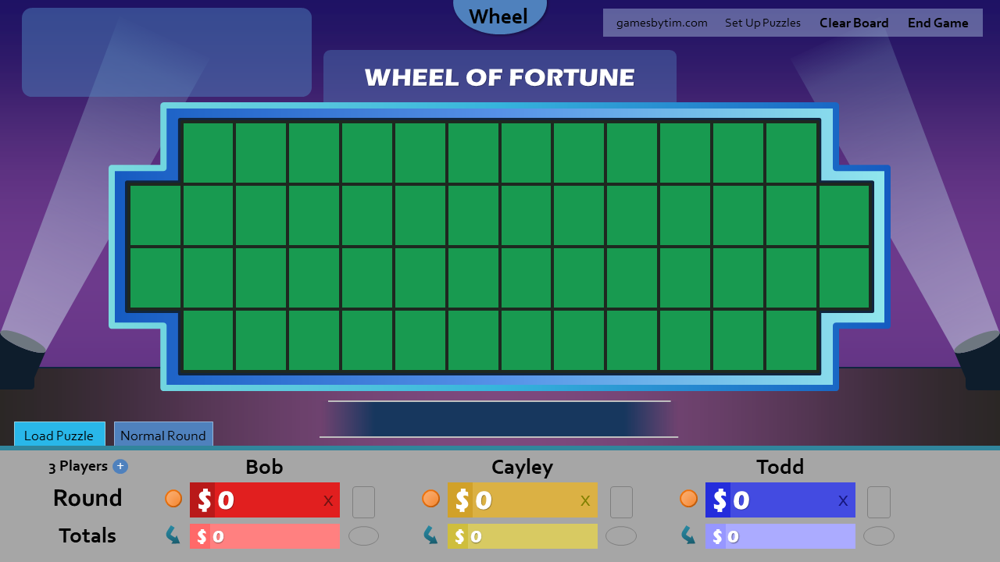 Wheel
gamesbytim.com Set Up Puzzles Clear Board End Game
WHEEL OF FORTUNE
Load Puzzle Normal Round
3 Players + Bob Cayley Todd
Round $ 0 X $ 0 X $ 0 X
Totals $ 0 $ 0 $ 0